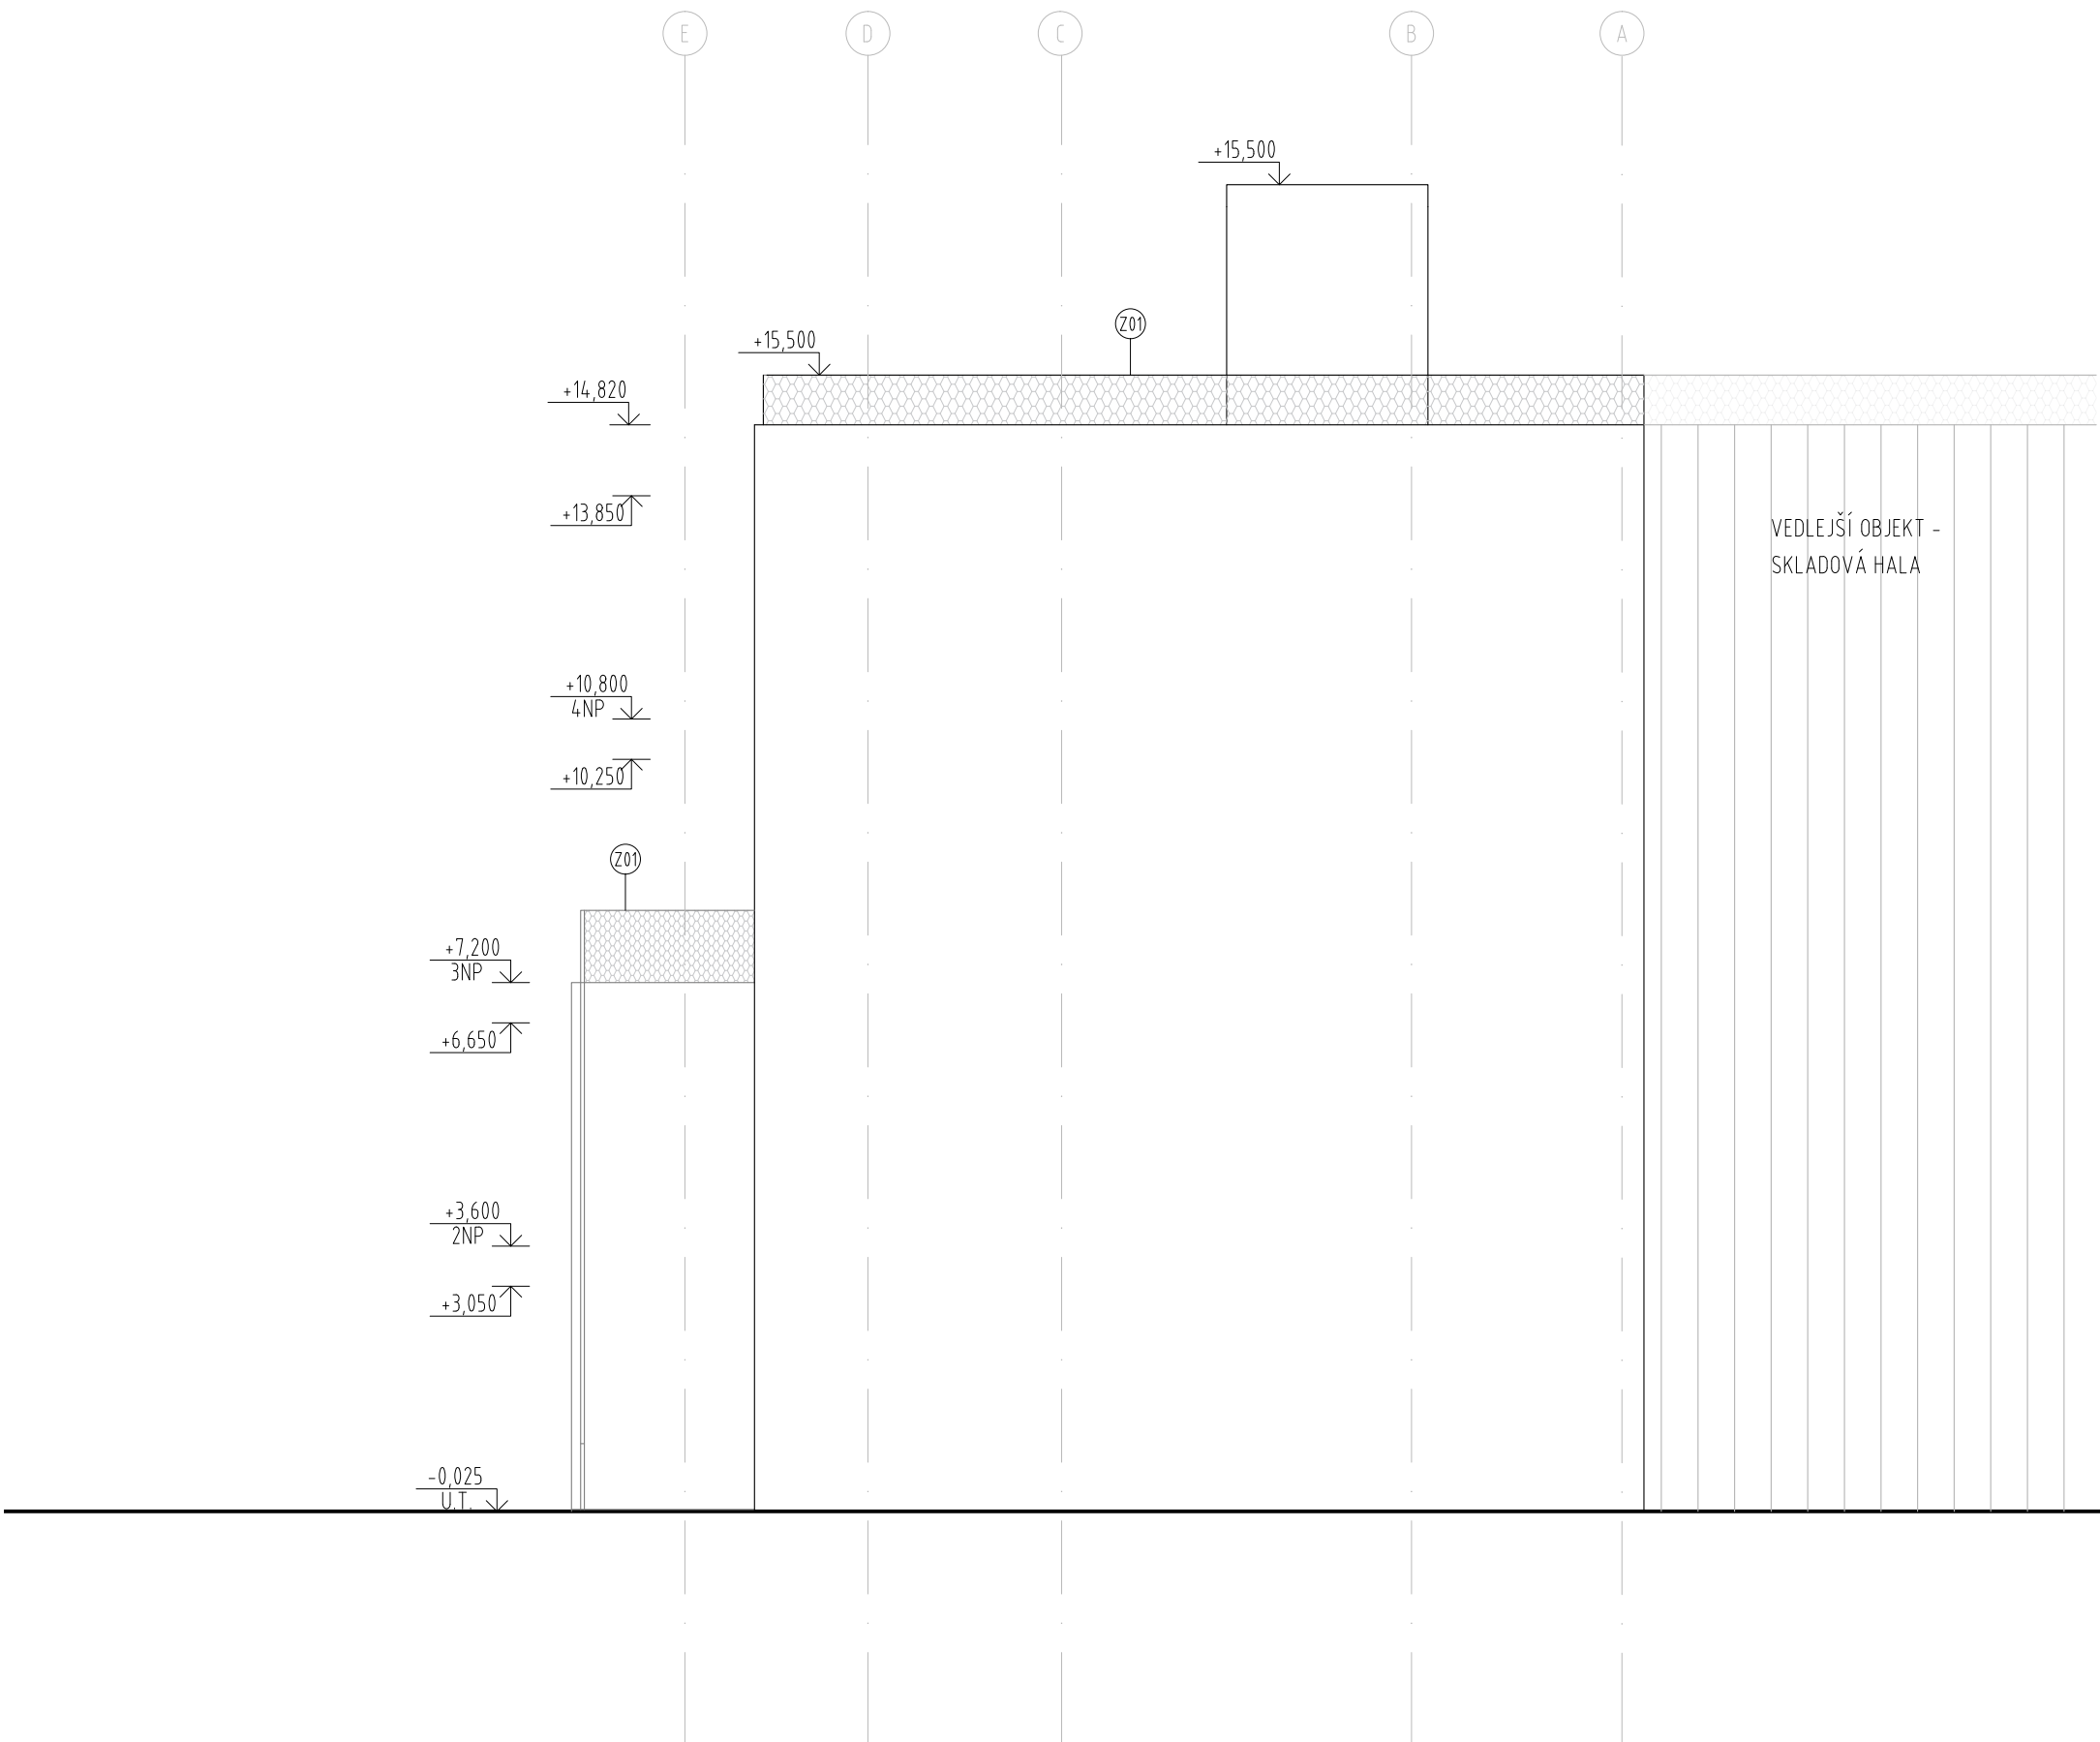 E
D
C
B
A
+15,500
Z01
+15,500
+14,820
+13,850
VEDLEJŠÍ OBJEKT -
SKLADOVÁ HALA
+10,800
4NP
+10,250
Z01
+7,200
3NP
+6,650
+3,600
2NP
+3,050
-0,025
U.T.